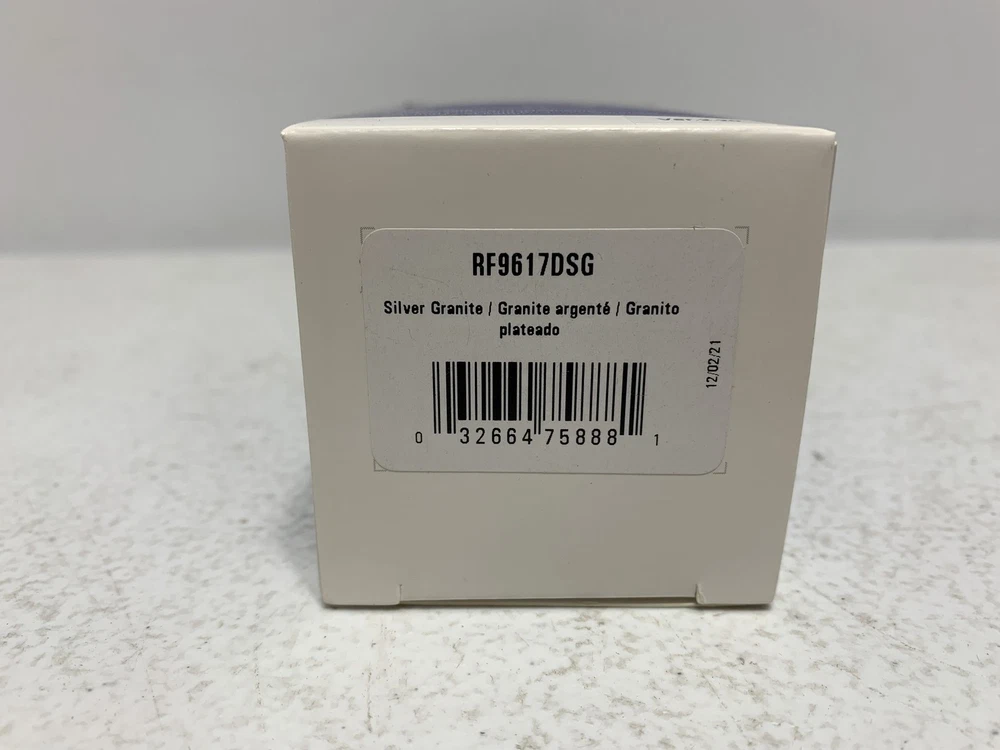 RF9617DSG
Silver Granite / Granite argenté / Granito
plateado
12/02/21
0 32664 75888 1